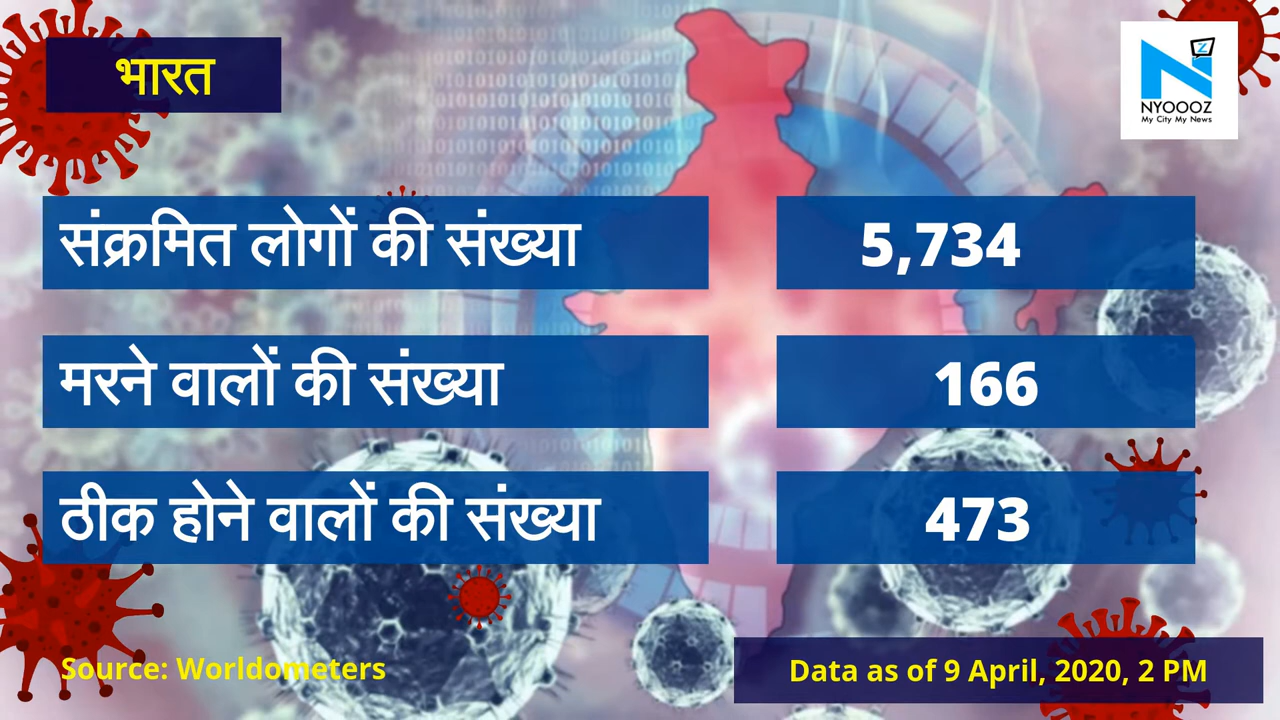 भारत
NYOOOZ
My City My News
संक्रमित लोगों की संख्या
5,734
मरने वालों की संख्या
166
ठीक होने वालों की संख्या
473
Source: Worldometers
Data as of 9 April, 2020, 2 PM